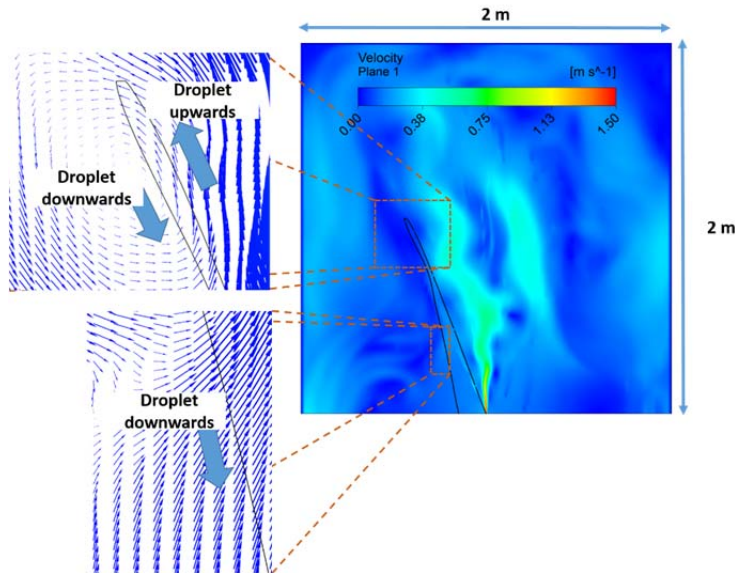 2 m
Droplet
upwards
Droplet
downwards
Velocity
Plane 1
[m s^-1]
0.00
0.38
0.75
1.13
1.50
2 m
Droplet
downwards